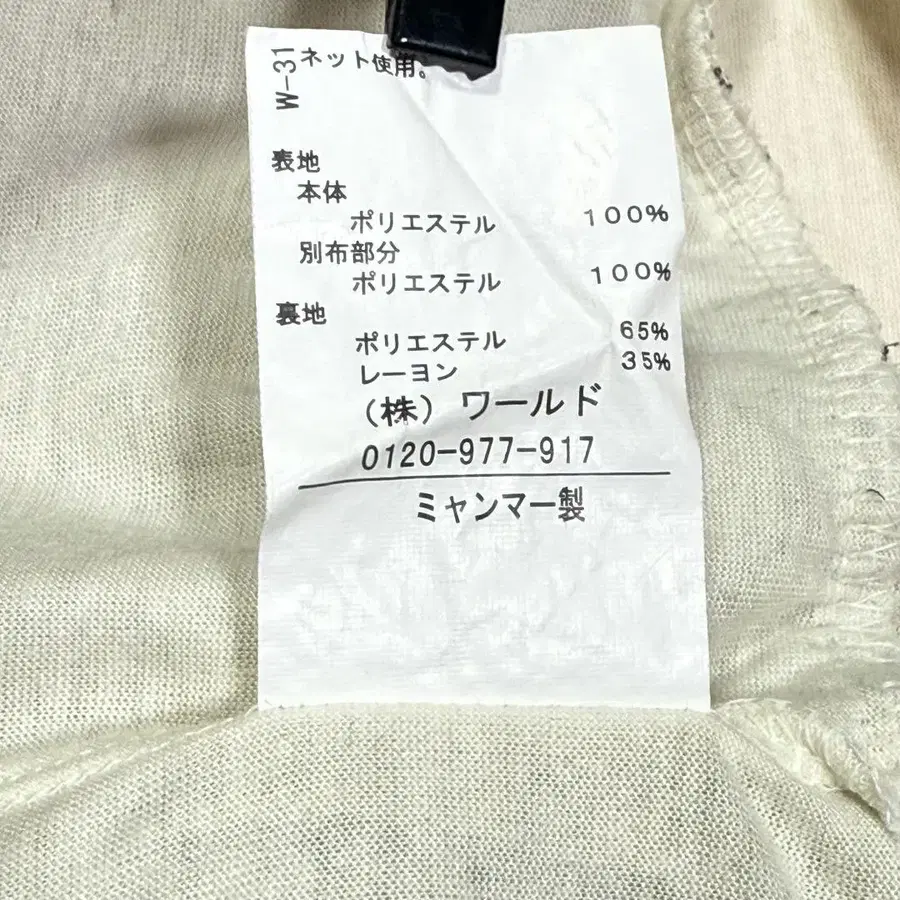 W-31
ネット使用。
表地
本体
ポリエステル 100%
別布部分
ポリエステル 100%
裏地
ポリエステル 65%
レーヨン 35%
(株) ワールド
0120-977-917
ミャンマー製